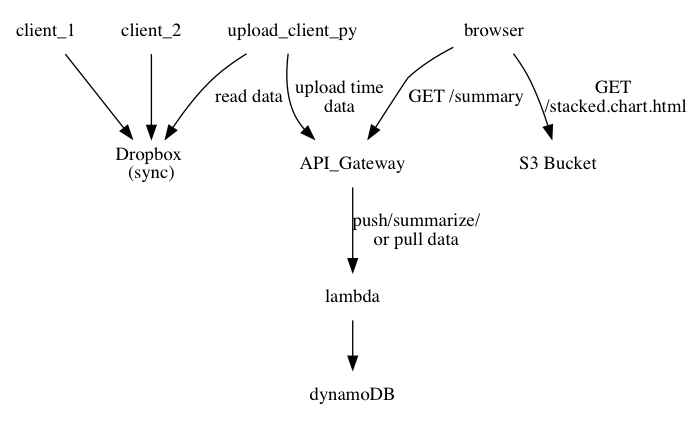 client_1
client_2
upload_client_py
browser
read data
upload time
data
GET /summary
GET
/stacked.chart.html
Dropbox
(sync)
API_Gateway
S3 Bucket
push/summarize/
or pull data
lambda
dynamoDB